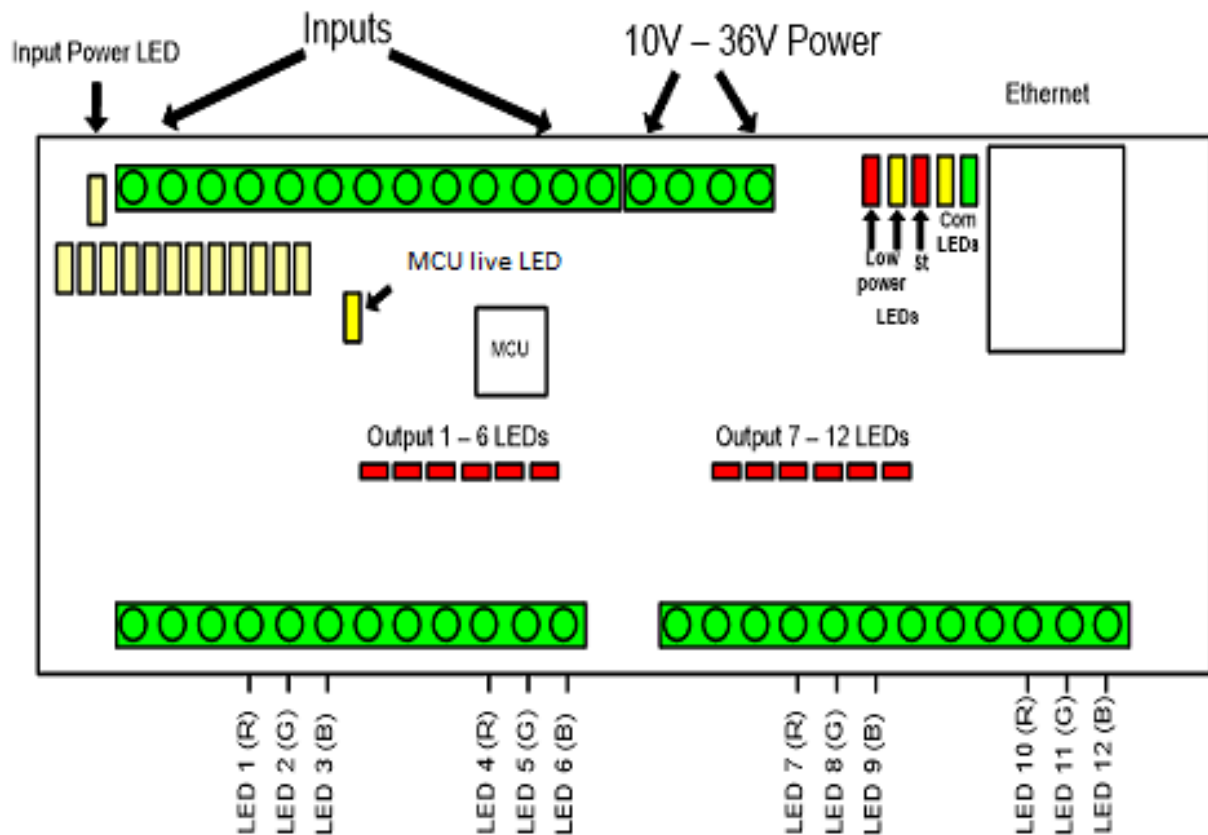 Inputs
10V – 36V Power
Input Power LED
Ethernet
Com
LEDs
Low
power
LEDs
st
MCU live LED
MCU
Output 1 – 6 LEDs
Output 7 – 12 LEDs
LED 1 (R)
LED 2 (G)
LED 3 (B)
LED 4 (R)
LED 5 (G)
LED 6 (B)
LED 7 (R)
LED 8 (G)
LED 9 (B)
LED 10 (R)
LED 11 (G)
LED 12 (B)